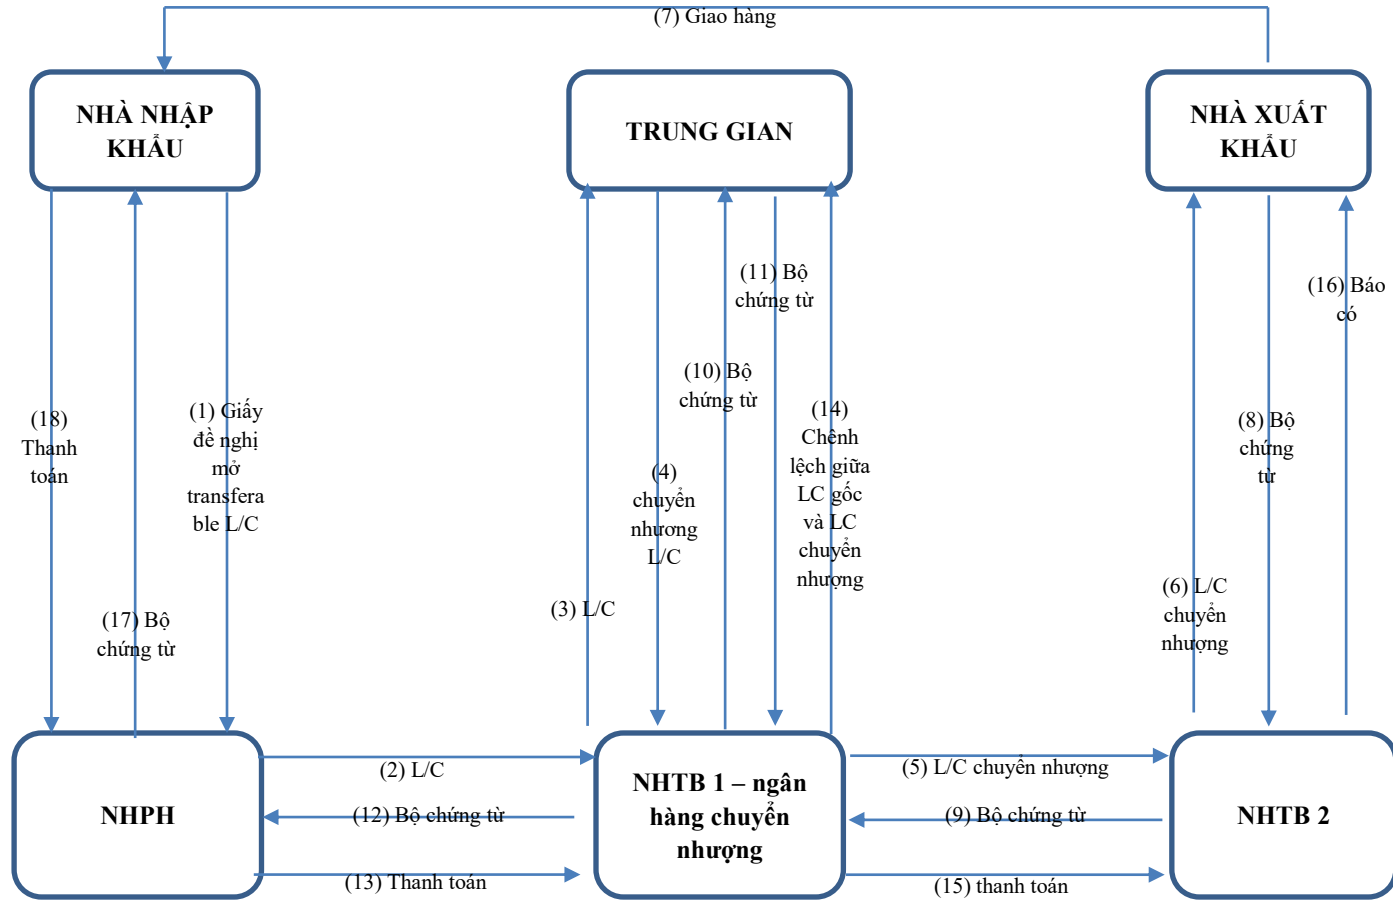 (7) Giao hàng
NHÀ NHẬP
KHẨU
TRUNG GIAN
NHÀ XUẤT
KHẨU
(11) Bộ
chứng từ
(16) Báo
có
(10) Bộ
chứng từ
(18)
Thanh
toán
(1) Giấy
đề nghị
mở
transfera
ble L/C
(4)
chuyển
nhương
L/C
(14)
Chênh
lệch giữa
LC gốc
và LC
chuyển
nhượng
(8) Bộ
chứng
từ
(17) Bộ
chứng từ
(3) L/C
(6) L/C
chuyển
nhượng
NHPH
(2) L/C
(12) Bộ chứng từ
(13) Thanh toán
NHTB 1 – ngân
hàng chuyển
nhượng
(5) L/C chuyển nhượng
(9) Bộ chứng từ
(15) thanh toán
NHTB 2